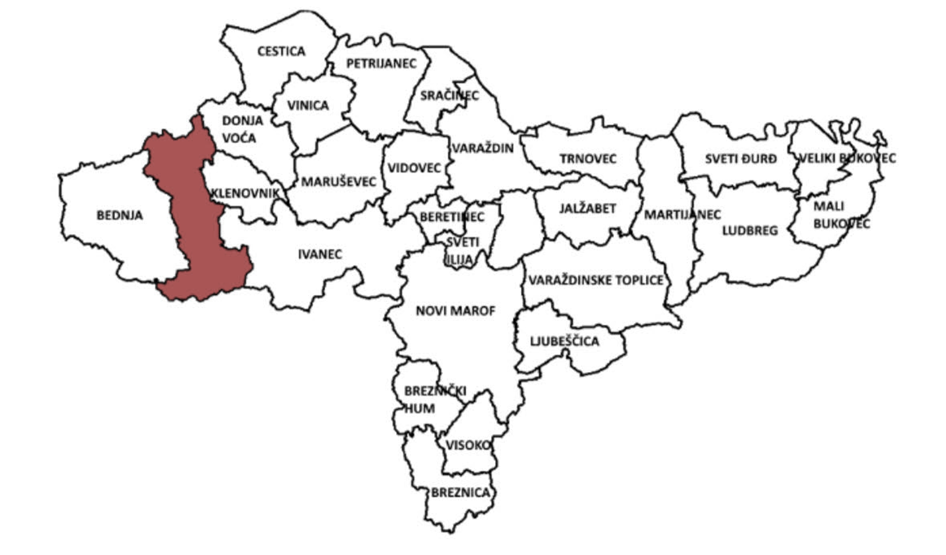 CESTICA
PETRIJANEC
VINICA
SRAČINEC
DONJA
VOĆA
VARAŽDIN
TRNOVEC
SVETI ĐURĐ
VELIKI BUKOVEC
VIDOVEC
MARUŠEVEC
KLENOVNIK
BEDNJA
BERETINEC
JALŽABET
MARTIJANEC
LUDBREG
MALI
BUKOVEC
IVANEC
SVETI
ILIJA
VARAŽDINSKE TOPLICE
NOVI MAROF
LJUBEŠČICA
BREZNIČKI
HUM
VISOKO
BREZNICA